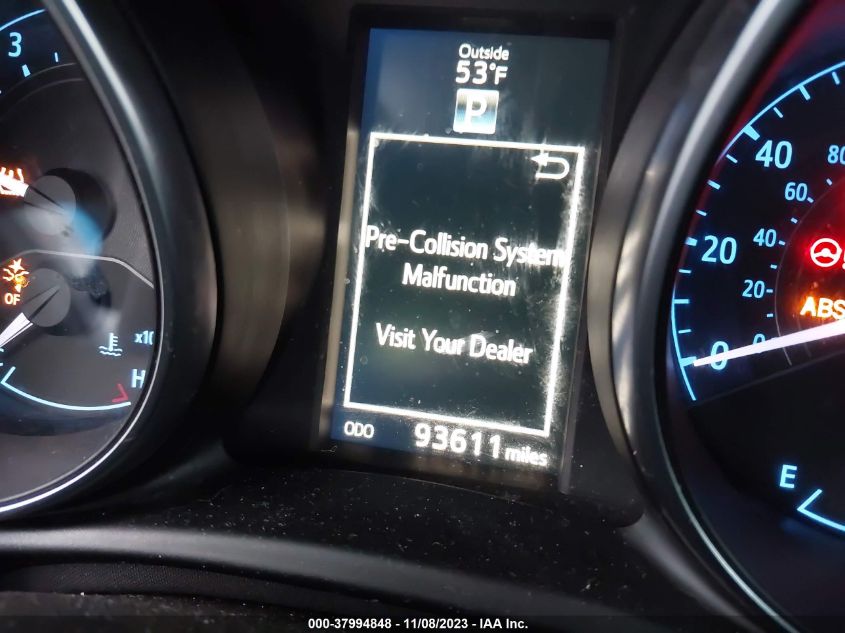 3
Outside
53°F
P
Pre-Collision System
Malfunction
Visit Your Dealer
ODO 93611 miles
OF
x10
H
40
20
0
80
60
40
20
0
ABS
E
000-37994848 - 11/08/2023 - IAA Inc.